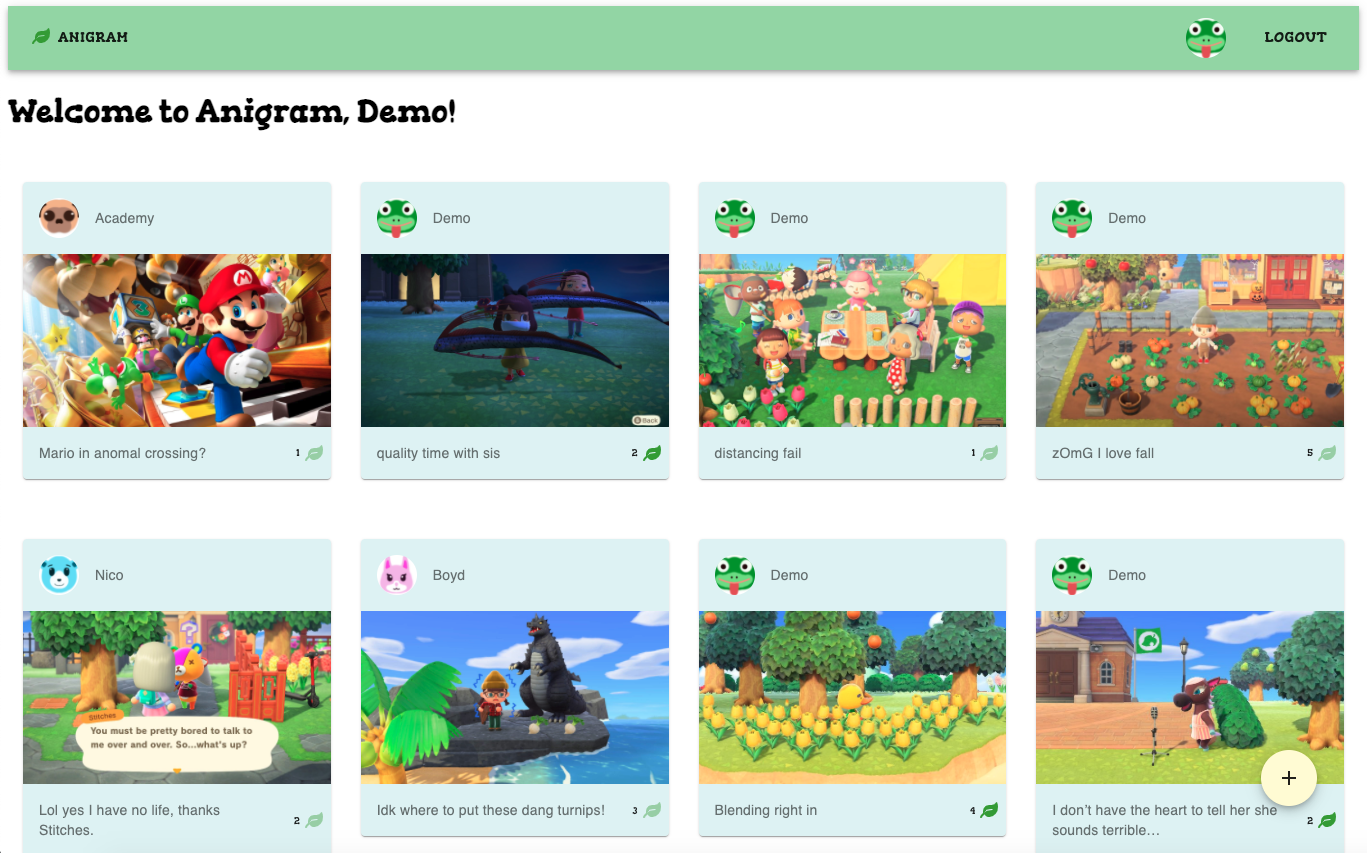 ANIGRAM
LOGOUT
Welcome to Anigram, Demo!
Academy
Demo
Demo
Demo
M
Back
Mario in anomal crossing?
1
quality time with sis
2
distancing fail
1
zOmG I love fall
5
Nico
Boyd
Demo
Demo
Stitches
You must be pretty bored to talk to
me over and over. So...what's up?
Lol yes I have no life, thanks
Stitches.
2
Idk where to put these dang turnips!
3
Blending right in
4
I don't have the heart to tell her she
sounds terrible...
2
+